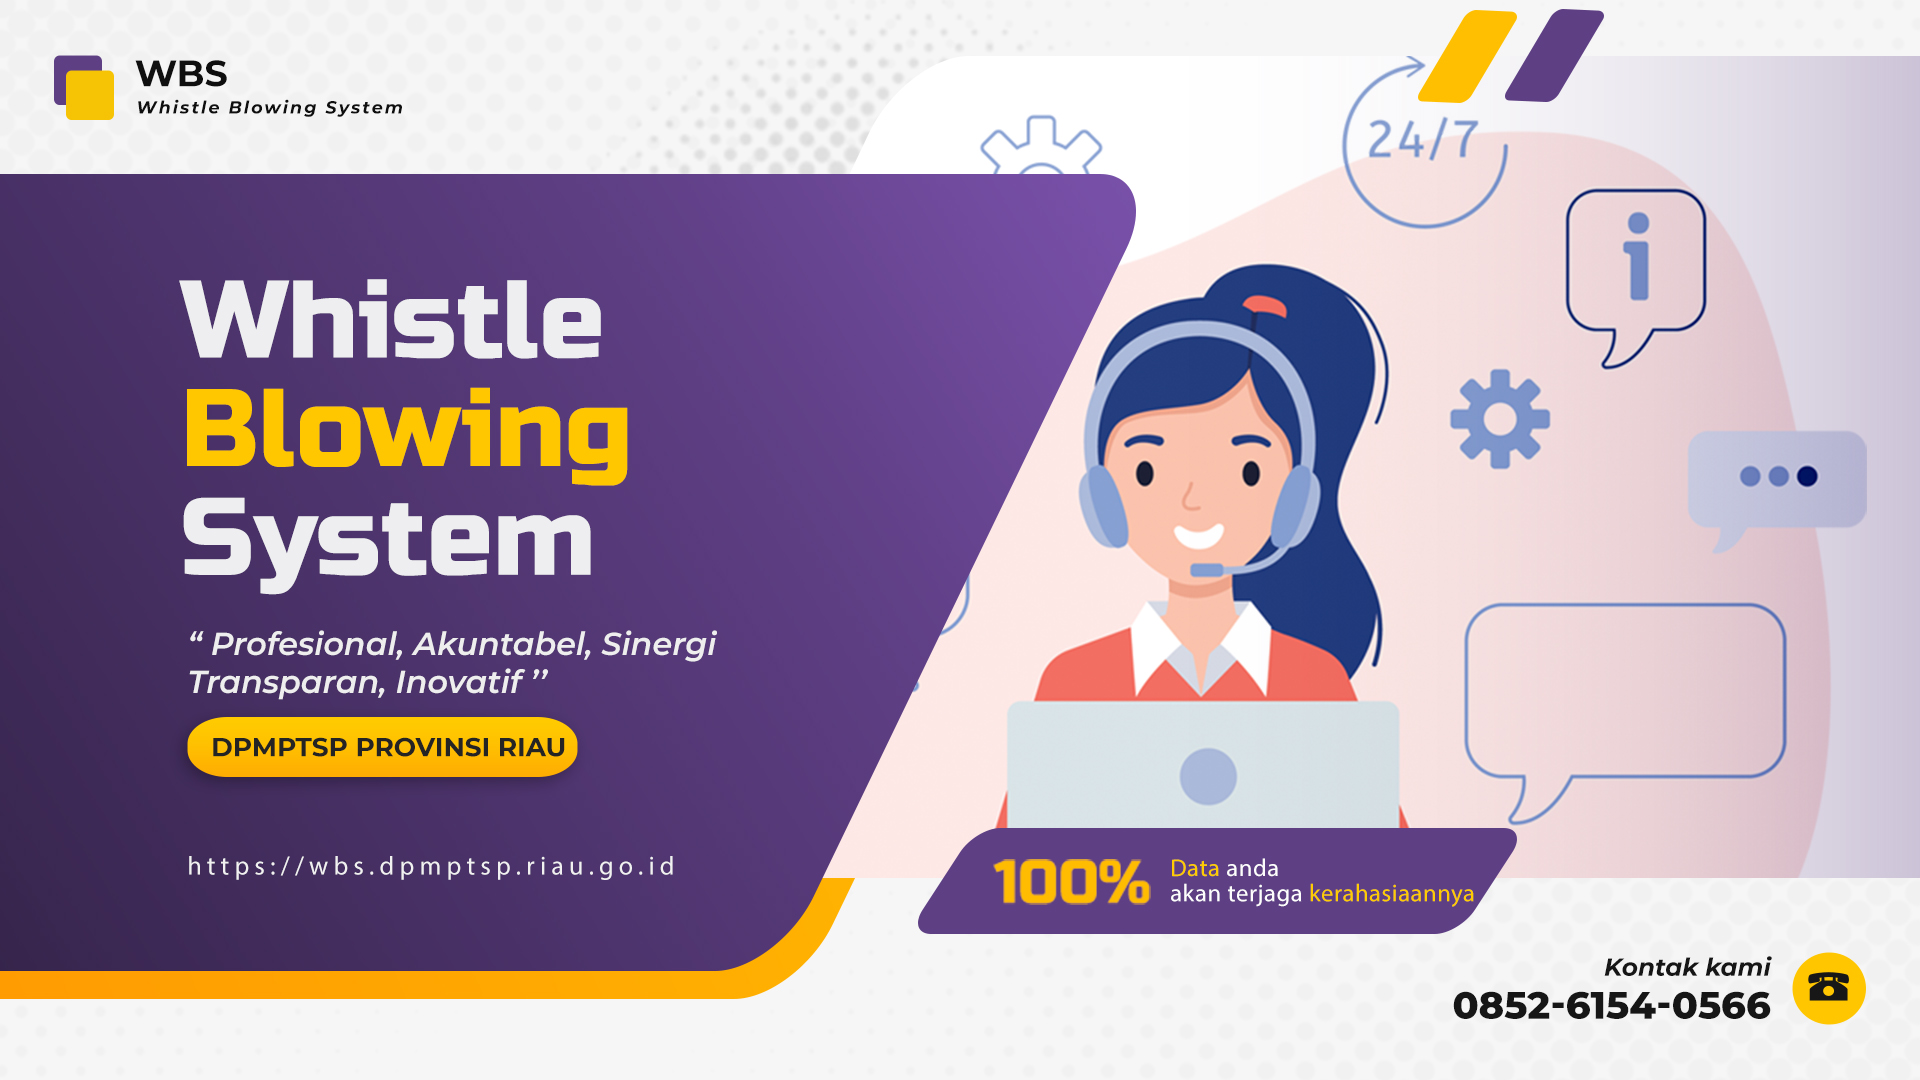 WBS
Whistle Blowing System
24/7
i
Whistle
Blowing
System
“ Profesional, Akuntabel, Sinergi
Transparan, Inovatif ’’
DPMPTSP PROVINSI RIAU
https://wbs.dpmptsp.riau.go.id
100%
Data anda
akan terjaga kerahasiaannya
Kontak kami
0852-6154-0566